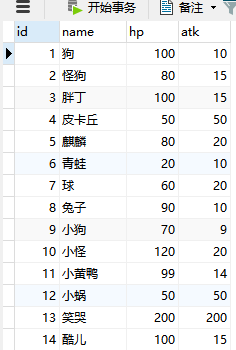 开始事务 备注
id name hp atk
1 狗 100 10
2 怪狗 80 15
3 胖丁 100 15
4 皮卡丘 50 50
5 麒麟 80 20
6 青蛙 20 10
7 球 60 20
8 兔子 90 10
9 小狗 70 9
10 小怪 120 20
11 小黄鸭 99 14
12 小蜗 50 50
13 笑哭 200 200
14 酷儿 100 15